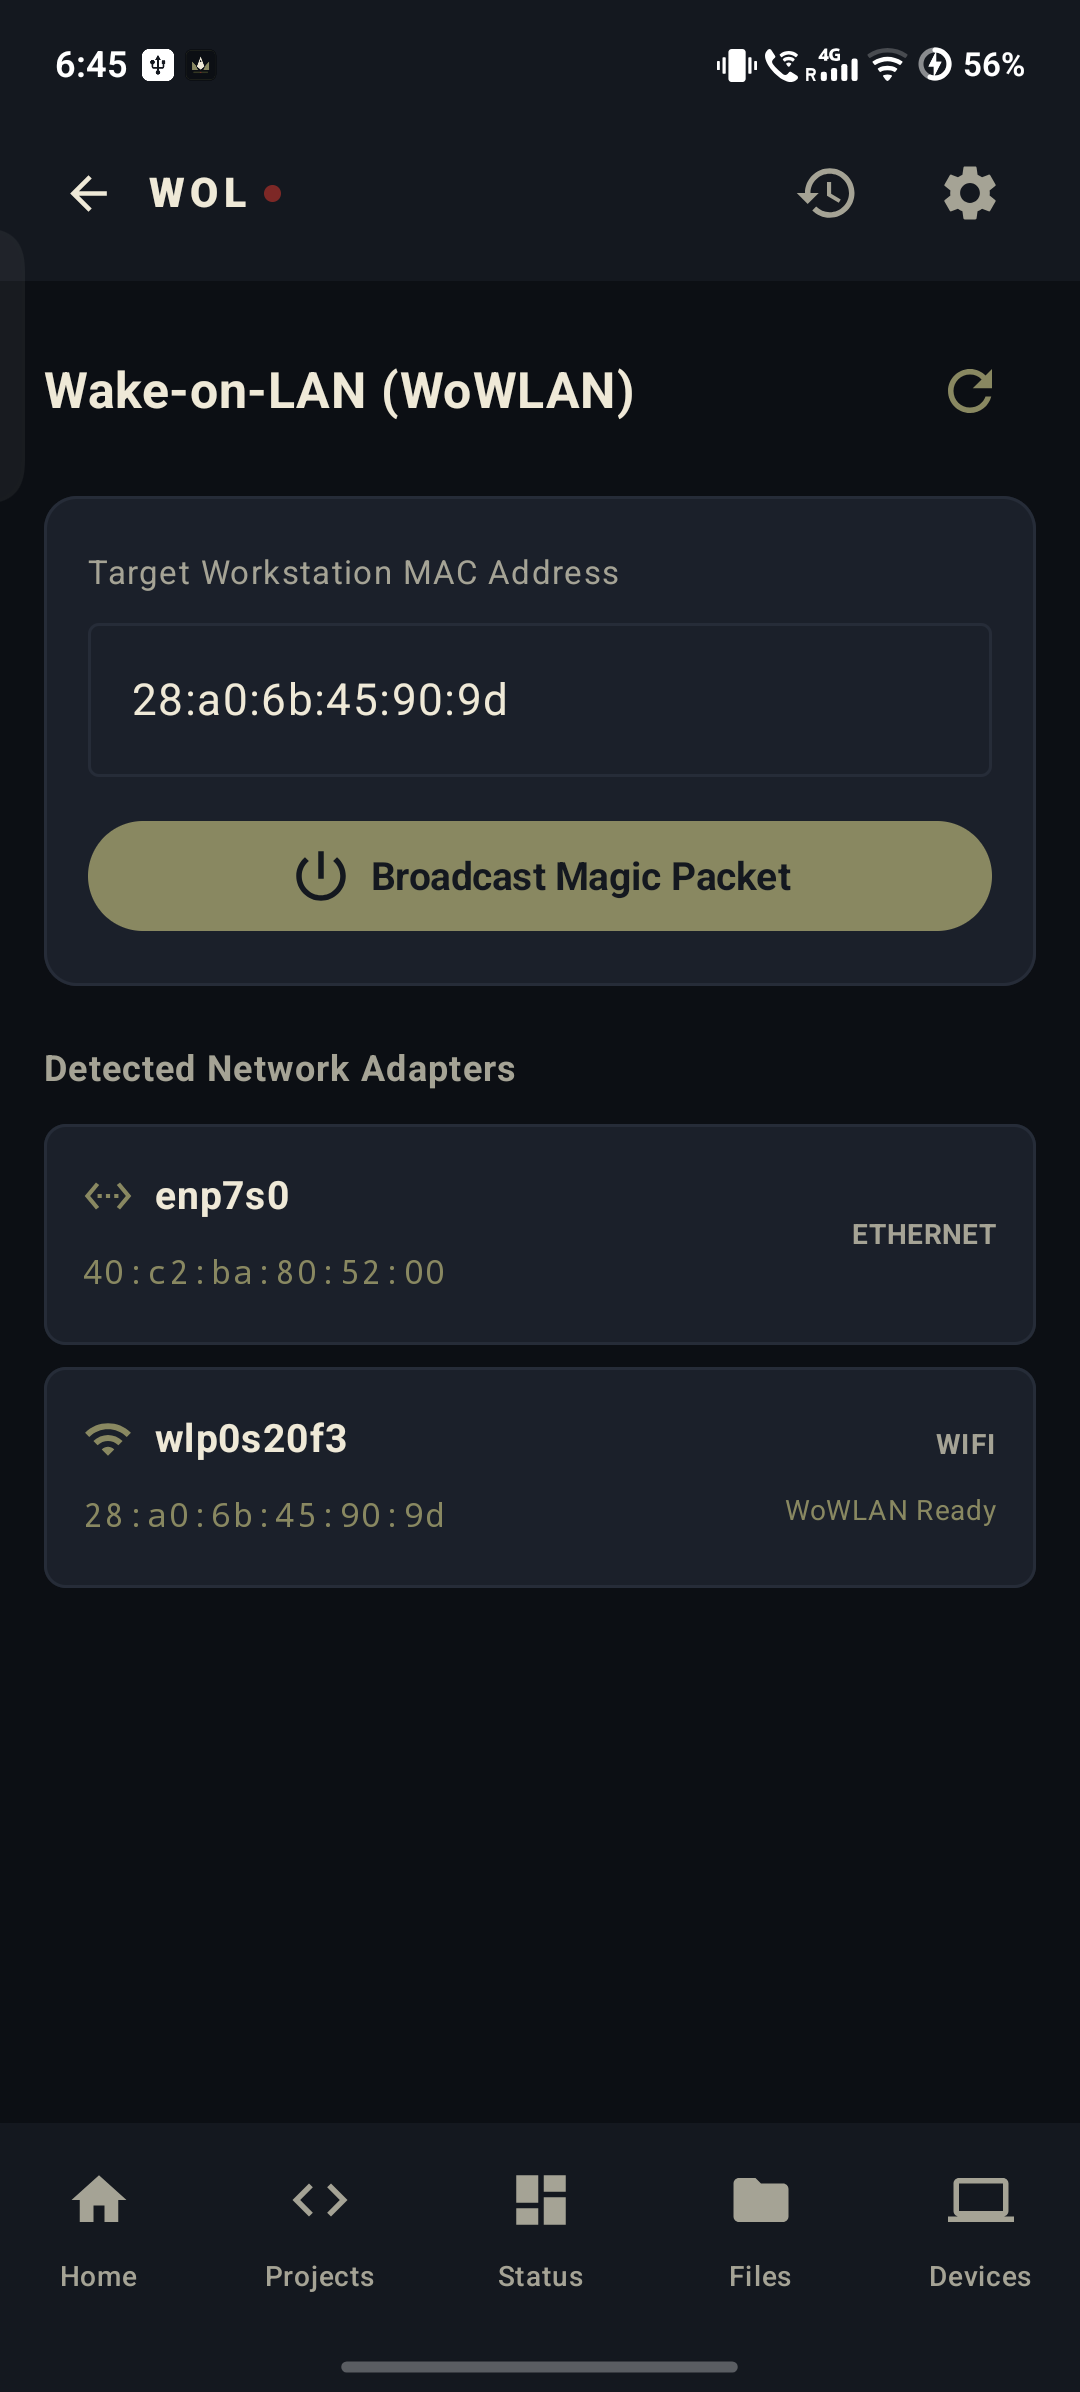 6:45
R 4G 56%
WOL
Wake-on-LAN (WoWLAN)
Target Workstation MAC Address
28:a0:6b:45:90:9d
Broadcast Magic Packet
Detected Network Adapters
enp7s0
ETHERNET
40:c2:ba:80:52:00
wlp0s20f3
WIFI
28:a0:6b:45:90:9d
WoWLAN Ready
Home Projects Status Files Devices